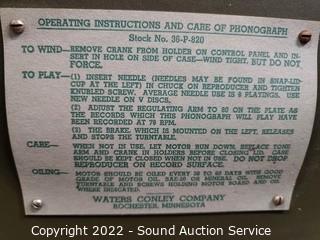 OPERATING INSTRUCTIONS AND CARE OF PHONOGRAPH
Stock No. 36-P-820
TO WIND—REMOVE CRANK FROM HOLDER ON CONTROL PANEL AND IN-
SERT IN HOLE ON SIDE OF CASE—WIND TIGHT, BUT DO NOT
FORCE.
TO PLAY—(1) INSERT NEEDLE (NEEDLES MAY BE FOUND IN SNAP-LID-
CUP AT THE LEFT) IN CHUCK ON REPRODUCER AND TIGHTEN
KNURLED SCREW. AVERAGE NEEDLE USE IS 8 PLAYINGS. USE
NEW NEEDLE ON V DISCS.
(2) ADJUST THE REGULATING ARM TO 80 ON THE PLATE AS
THE RECORDS WHICH THIS PHONOGRAPH WILL PLAY HAVE
BEEN RECORDED AT 78 RPM.
(3) THE BRAKE, WHICH IS MOUNTED ON THE LEFT, RELEASES
AND STOPS THE TURNTABLE.
CARE— WHEN NOT IN USE, LET MOTOR RUN DOWN, REPLACE TONE
ARM AND CRANK IN HOLDERS BEFORE CLOSING LID. CASE
SHOULD BE KEPT CLOSED WHEN NOT IN USE. DO NOT DROP
REPRODUCER ON RECORD SURFACE.
OILING— MOTOR SHOULD BE OILED EVERY 30 TO 60 DAYS WITH GOOD
GRADE OF MOTOR OIL, SAE-20 OR MINERAL OIL. REMOVE
TURNTABLE AND SCREWS HOLDING MOTOR BOARD AND OIL
WHERE INDICATED.
WATERS CONLEY COMPANY
ROCHESTER, MINNESOTA
Copyright 2022 - Sound Auction Service